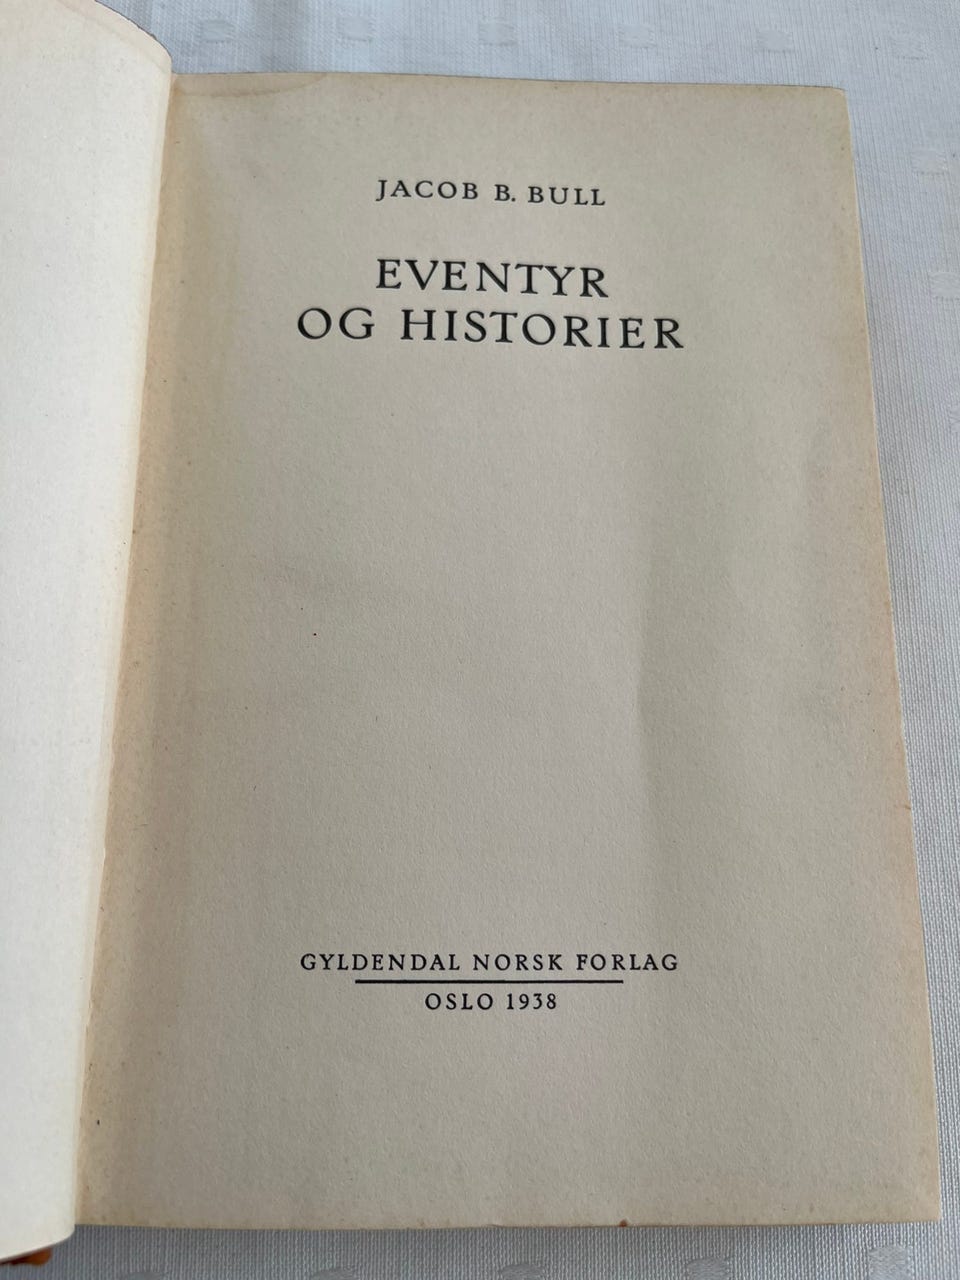 JACOB B. BULL
EVENTYR
OG HISTORIER
GYLDENDAL NORSK FORLAG
OSLO 1938